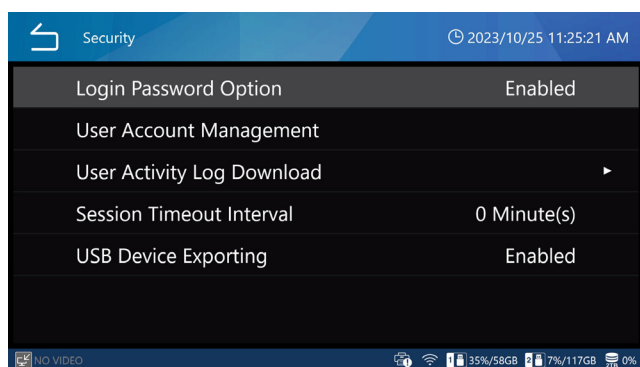 Security 2023/10/25 11:25:21 AM
Login Password Option Enabled
User Account Management
User Activity Log Download
Session Timeout Interval 0 Minute(s)
USB Device Exporting Enabled
NO VIDEO 1 35%/58GB 2 7%/117GB 2TB 0%